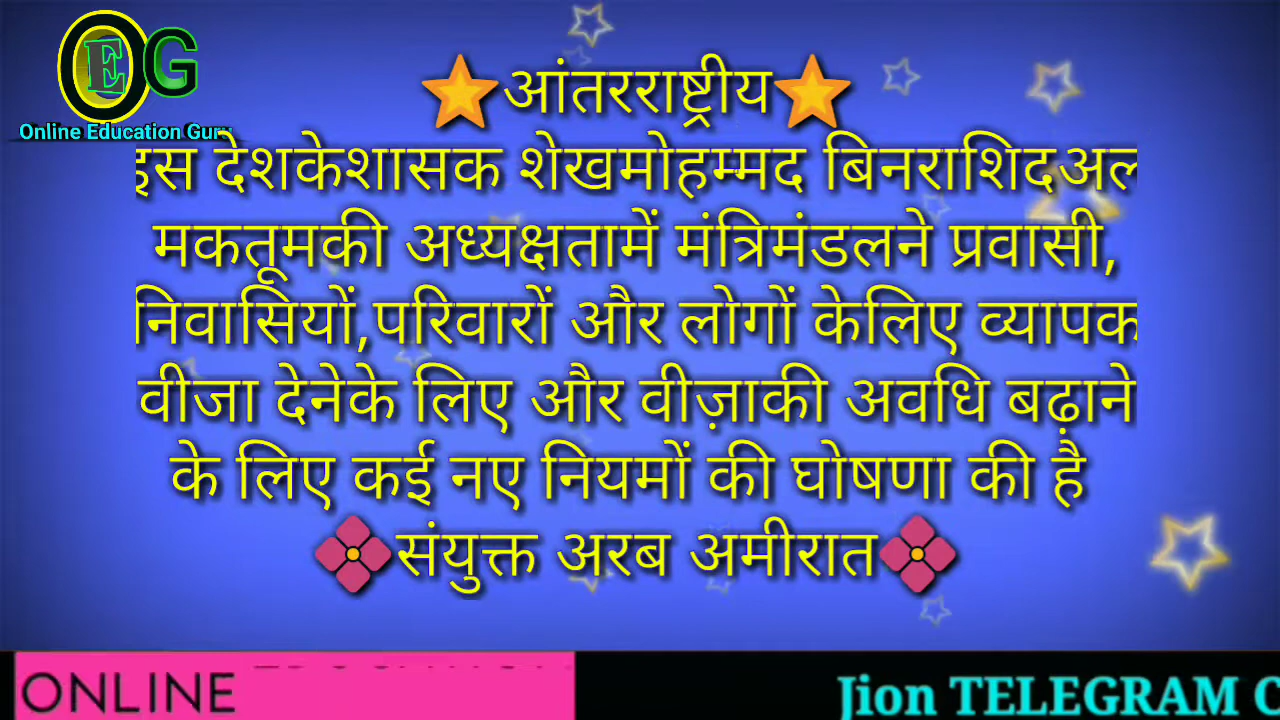 OEG
Online Education Guru
⭐आंतरराष्ट्रीय⭐
इस देशकेशासक शेखमोहम्मद बिनराशिदअल
मकतूमकी अध्यक्षतामें मंत्रिमंडलने प्रवासी,
निवासियों,परिवारों और लोगों केलिए व्यापक
वीजा देनेके लिए और वीज़ाकी अवधि बढ़ाने
के लिए कई नए नियमों की घोषणा की है
संयुक्त अरब अमीरात
ONLINE
Jion TELEGRAM